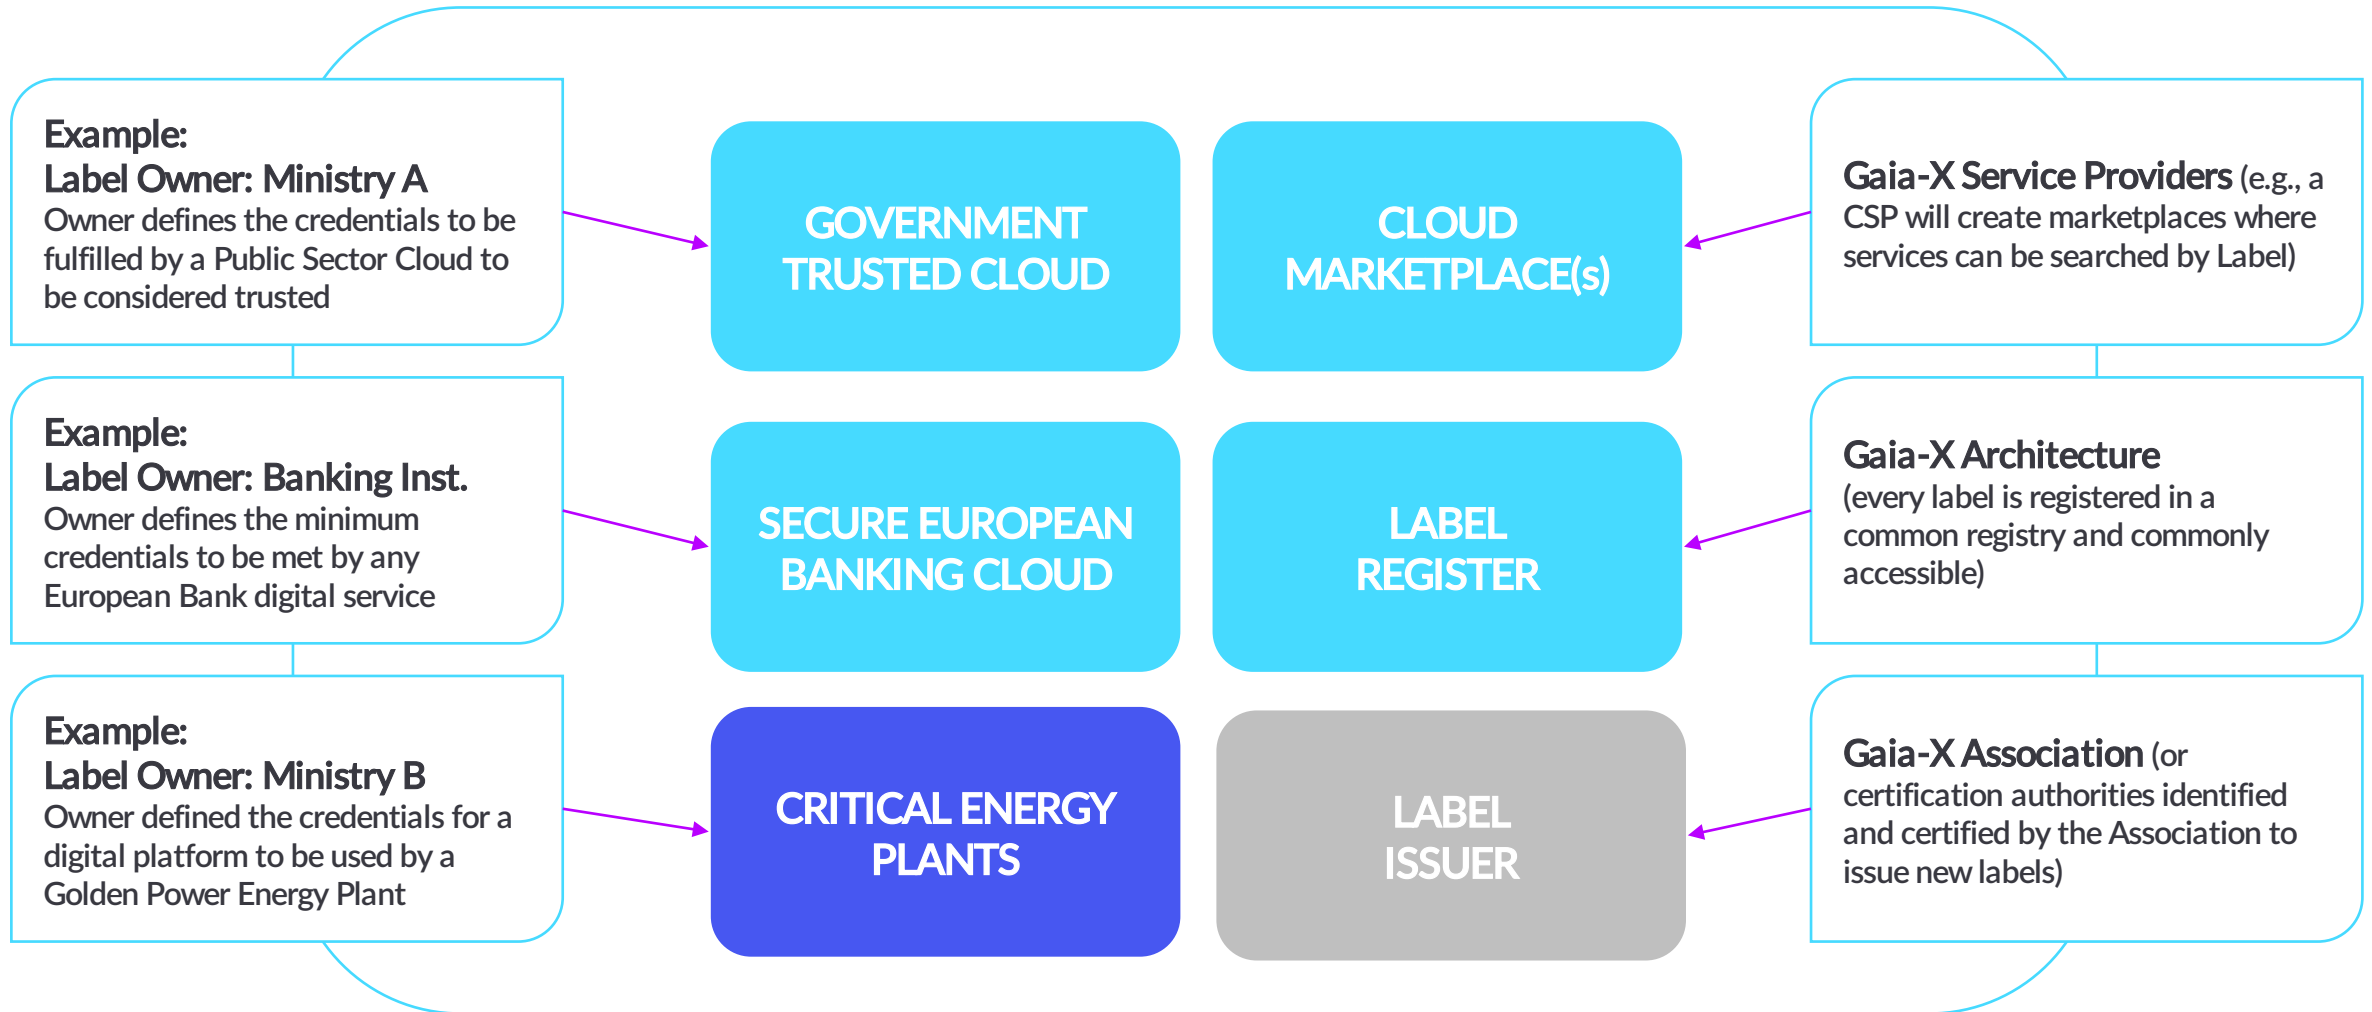 Example:
Label Owner: Ministry A
Owner defines the credentials to be
fulfilled by a Public Sector Cloud to
be considered trusted
GOVERNMENT
TRUSTED CLOUD
CLOUD
MARKETPLACE(s)
Gaia-X Service Providers (e.g., a
CSP will create marketplaces where
services can be searched by Label)
Example:
Label Owner: Banking Inst.
Owner defines the minimum
credentials to be met by any
European Bank digital service
SECURE EUROPEAN
BANKING CLOUD
LABEL
REGISTER
Gaia-X Architecture
(every label is registered in a
common registry and commonly
accessible)
Example:
Label Owner: Ministry B
Owner defined the credentials for a
digital platform to be used by a
Golden Power Energy Plant
CRITICAL ENERGY
PLANTS
LABEL
ISSUER
Gaia-X Association (or
certification authorities identified
and certified by the Association to
issue new labels)